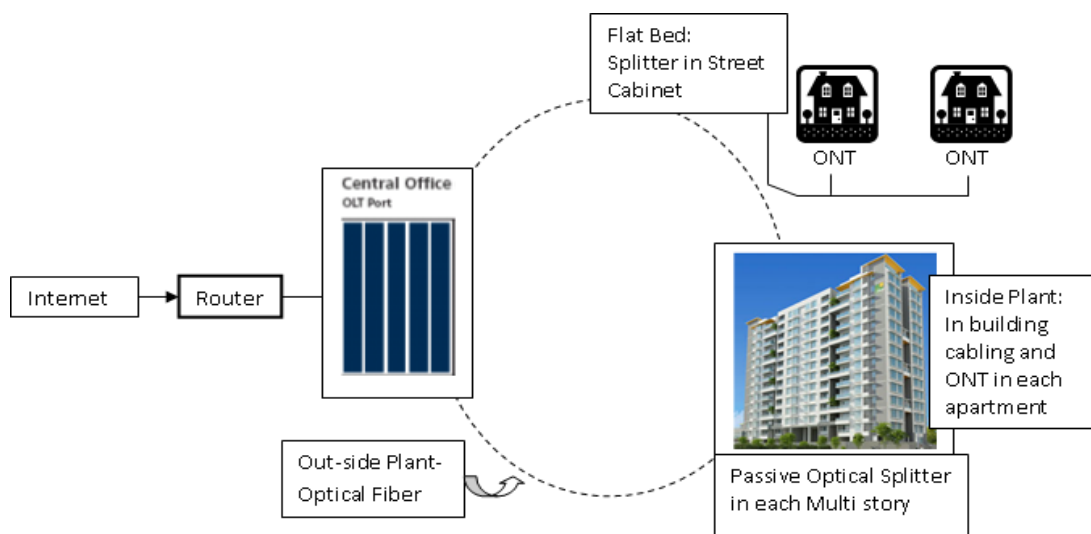 Flat Bed:
Splitter in Street
Cabinet
ONT
ONT
Central Office
OLT Port
Internet
Router
Inside Plant:
In building
cabling and
ONT in each
apartment
Out-side Plant-
Optical Fiber
Passive Optical Splitter
in each Multi story